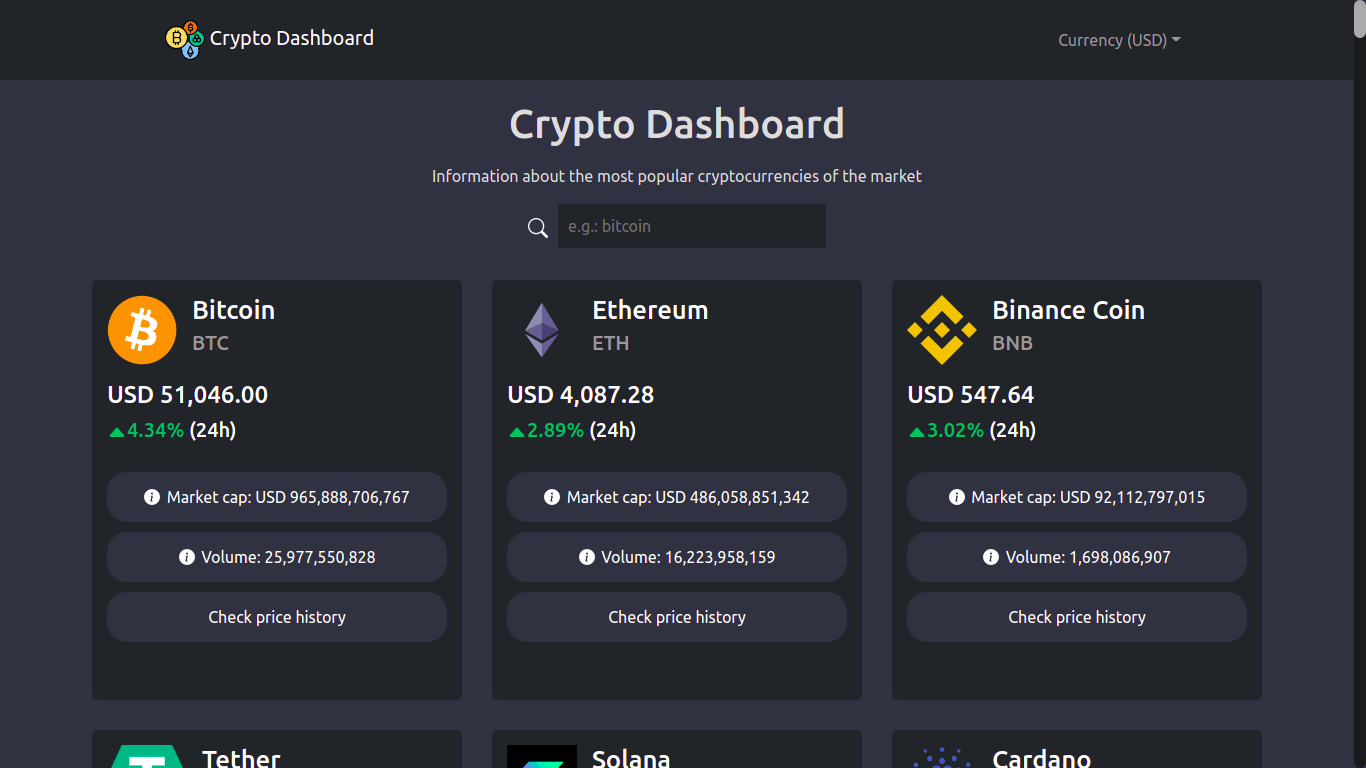 Crypto Dashboard
Currency (USD)
Crypto Dashboard
Information about the most popular cryptocurrencies of the market
e.g.: bitcoin
Bitcoin
BTC
USD 51,046.00
4.34% (24h)
Market cap: USD 965,888,706,767
Volume: 25,977,550,828
Check price history
Ethereum
ETH
USD 4,087.28
2.89% (24h)
Market cap: USD 486,058,851,342
Volume: 16,223,958,159
Check price history
Binance Coin
BNB
USD 547.64
3.02% (24h)
Market cap: USD 92,112,797,015
Volume: 1,698,086,907
Check price history
Tether
Solana
Cardano